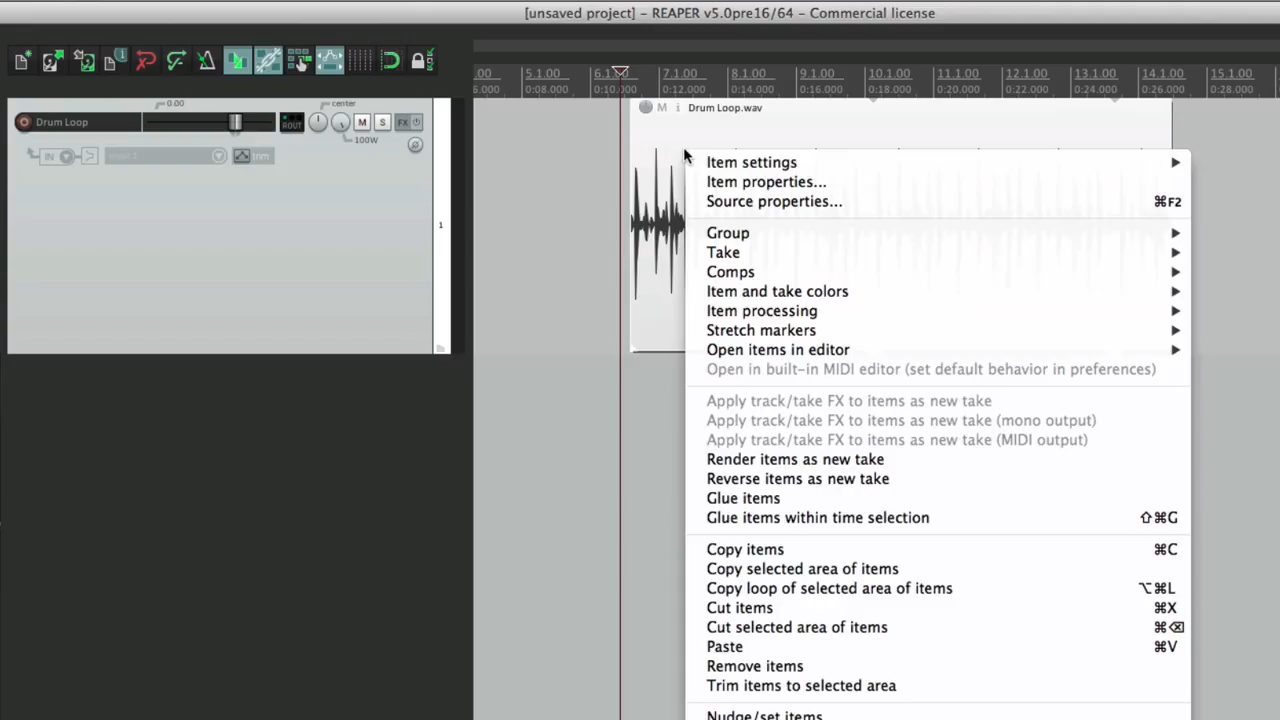 [unsaved project] - REAPER v5.0pre16/64 - Commercial license
.00 5.1.00 6.1.00 7.1.00 8.1.00 9.1.00 10.1.00 11.1.00 12.1.00 13.1.00 14.1.00 15.1.00
6.000 0:08.000 0:10.000 0:12.000 0:14.000 0:16.000 0:18.000 0:20.000 0:22.000 0:24.000 0:26.000 0:28.000
0.00 center
Drum Loop ROUT M S FX
100W
IN Input 1 trim
1
M i Drum Loop.wav
Item settings
Item properties...
Source properties... ⌘F2
Group
Take
Comps
Item and take colors
Item processing
Stretch markers
Open items in editor
Open in built-in MIDI editor (set default behavior in preferences)
Apply track/take FX to items as new take
Apply track/take FX to items as new take (mono output)
Apply track/take FX to items as new take (MIDI output)
Render items as new take
Reverse items as new take
Glue items
Glue items within time selection ⇧⌘G
Copy items ⌘C
Copy selected area of items
Copy loop of selected area of items ⌥⌘L
Cut items ⌘X
Cut selected area of items ⌘⌫
Paste ⌘V
Remove items
Trim items to selected area
Nudge/set items